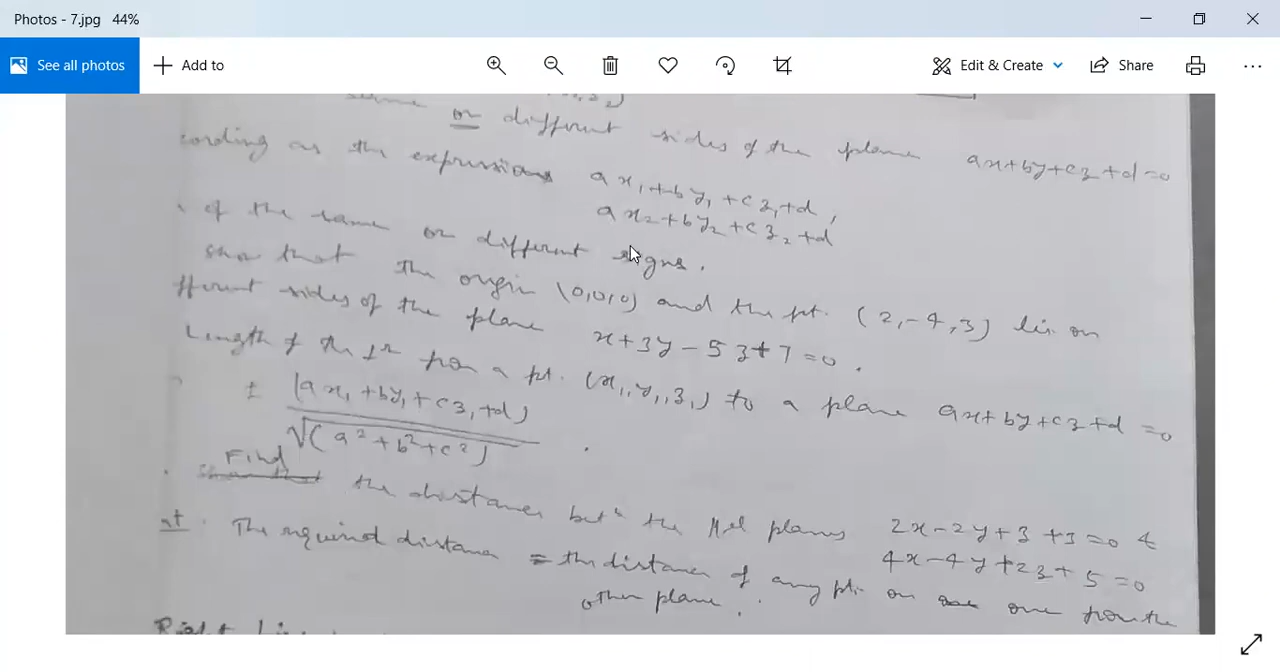 Photos - 7.jpg 44%
See all photos
Add to
Edit & Create
Share
or different sides of the plane ax+by+cz+d=0
cording as the expressions ax₁+by₁+cz₁+d,
ax₂+by₂+cz₂+d
of the same or different signs.
show that the origin (0,0,0) and the pt. (2,-4,3) lie on
fferent sides of the plane x+3y-5z+7=0.
Length of the ⊥r from a pt. (x₁,y₁,z₁) to a plane ax+by+cz+d=0
± (ax₁+by₁+cz₁+d)
√(a²+b²+c²) .
Find the distance betn the ||el planes 2x-2y+z+3=0 &
4x-4y+2z+5=0
nt : The required distance = the distance of any pt. on one from the
other plane.
Right